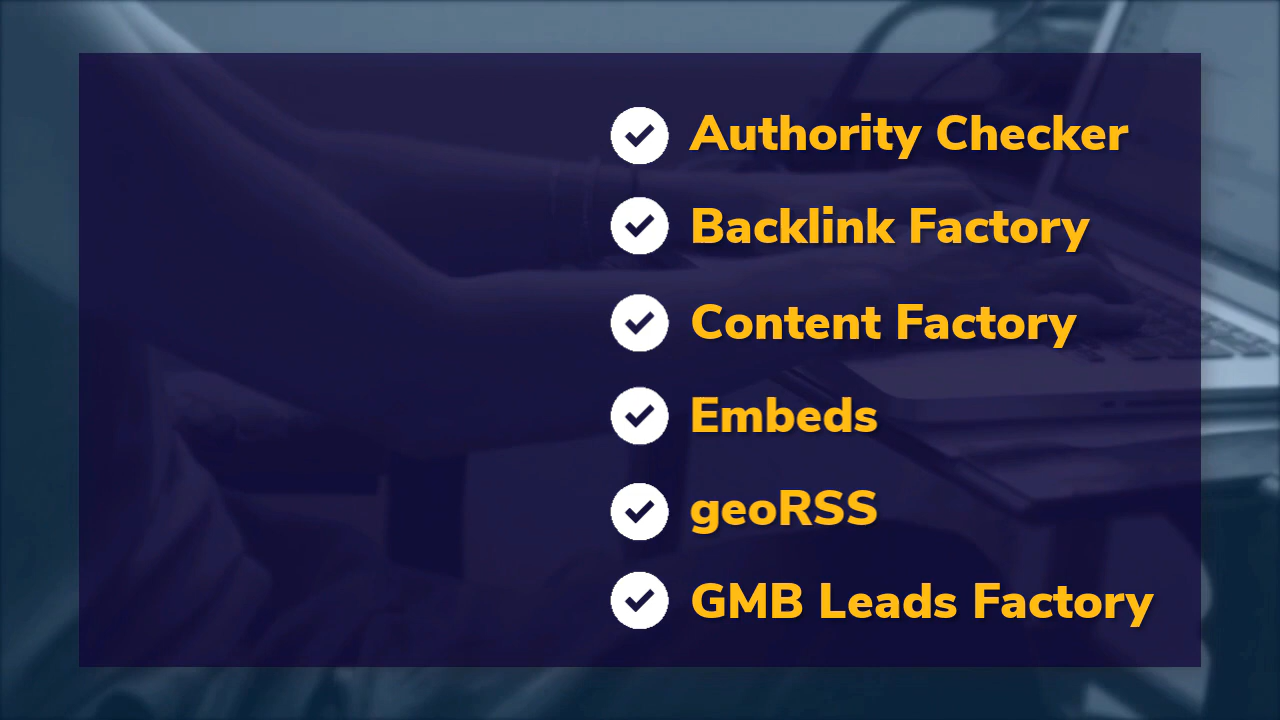 Authority Checker
Backlink Factory
Content Factory
Embeds
geoRSS
GMB Leads Factory